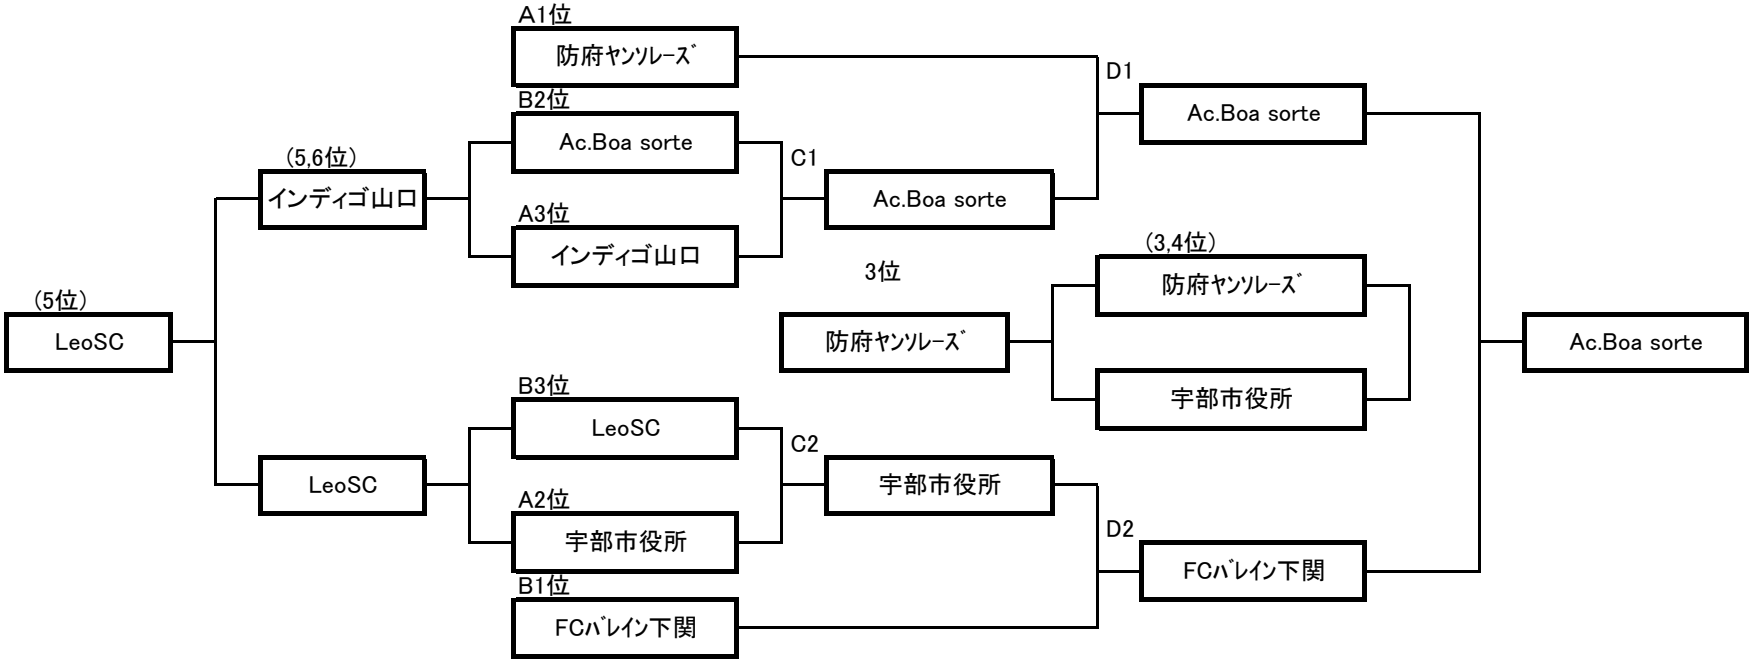 A1位
防府ヤンソレーズ
D1
B2位
Ac.Boa sorte
Ac.Boa sorte
(5,6位)
C1
インディゴ山口
Ac.Boa sorte
A3位
インディゴ山口
(3,4位)
3位
防府ヤンソレーズ
(5位)
LeoSC
防府ヤンソレーズ
Ac.Boa sorte
B3位
宇部市役所
LeoSC
C2
LeoSC
宇部市役所
A2位
宇部市役所
D2
B1位
FCバレイン下関
FCバレイン下関